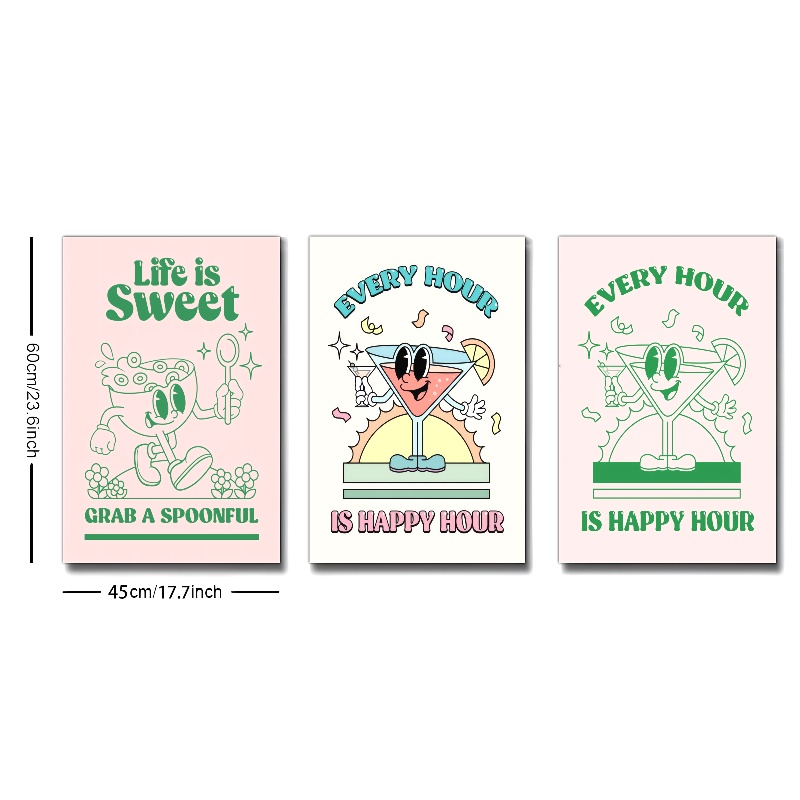 Life is
Sweet
GRAB A SPOONFUL
EVERY HOUR
IS HAPPY HOUR
EVERY HOUR
IS HAPPY HOUR
60cm/23.6inch
45cm/17.7inch